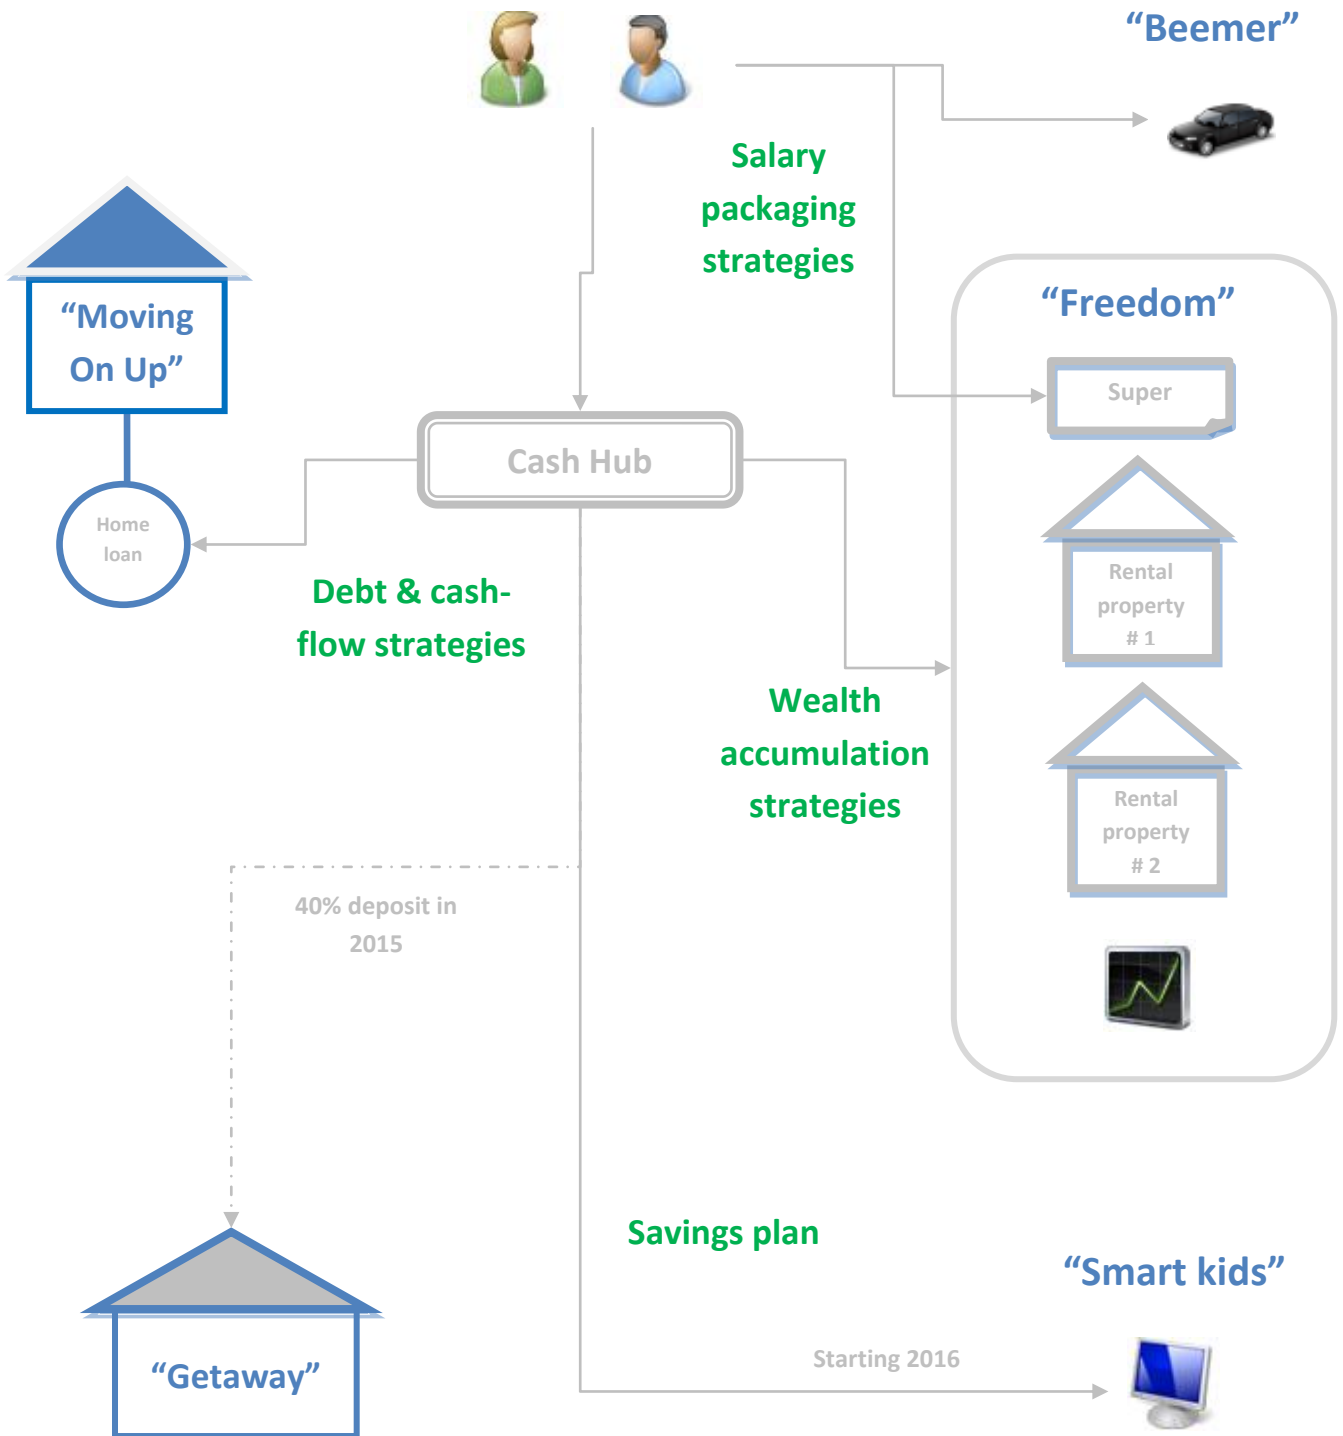 “Beemer”
Salary
packaging
strategies
“Moving
On Up”
“Freedom”
Super
Cash Hub
Home
loan
Rental
property
# 1
Debt & cash-
flow strategies
Wealth
accumulation
strategies
Rental
property
# 2
40% deposit in
2015
Savings plan
“Smart kids”
Starting 2016
“Getaway”